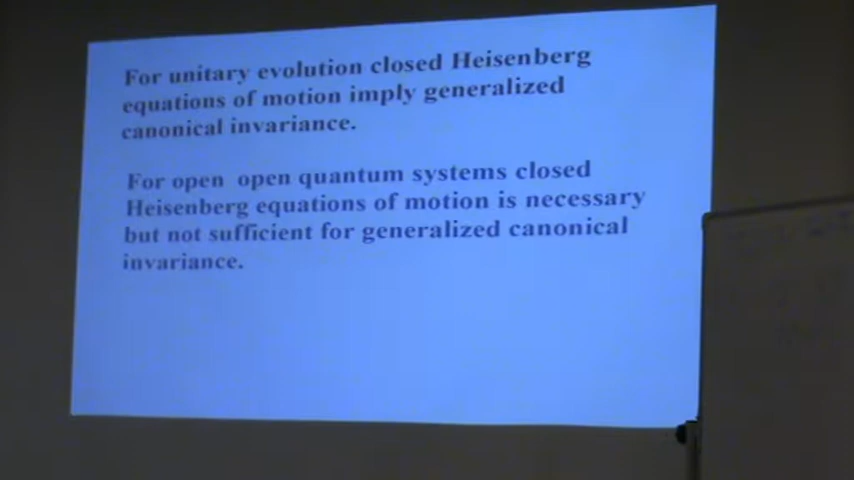 For unitary evolution closed Heisenberg
equations of motion imply generalized
canonical invariance.
For open open quantum systems closed
Heisenberg equations of motion is necessary
but not sufficient for generalized canonical
invariance.